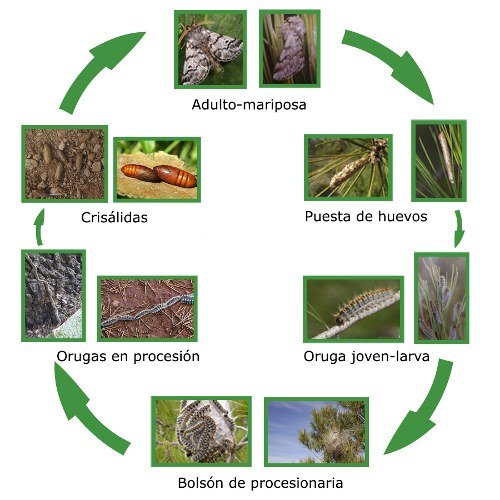 Adulto-mariposa
Puesta de huevos
Oruga joven-larva
Bolsón de procesionaria
Orugas en procesión
Crisálidas